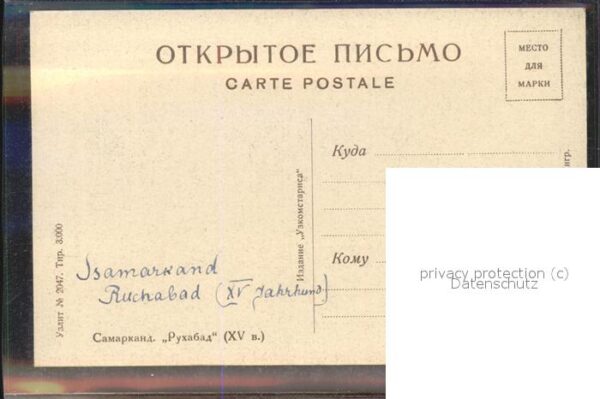 ОТКРЫТОЕ ПИСЬМО
CARTE POSTALE
МЕСТО
ДЛЯ
МАРКИ
Куда
Кому
Издание „Узкомстариса"
Узлит № 2047. Тир. 3.000
Isamarkand
Ruchabad (XV Jahrhund)
Самарканд. „Рухабад" (XV в.)
privacy protection (c)
Datenschutz